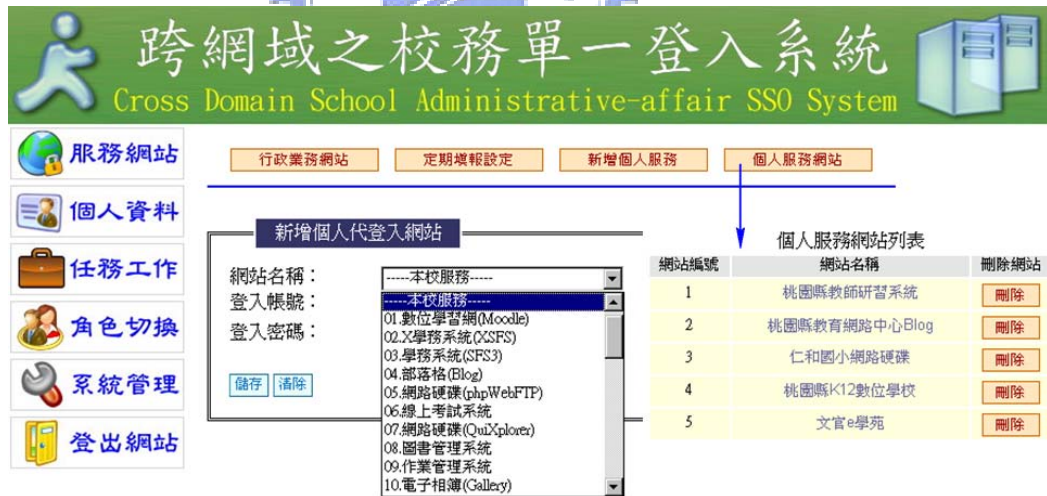 跨網域之校務單一登入系統
Cross Domain School Administrative-affair SSO System
服務網站
個人資料
任務工作
角色切換
系統管理
登出網站
行政業務網站 定期填報設定 新增個人服務 個人服務網站
新增個人代登入網站
網站名稱：
登入帳號：
登入密碼：
儲存 清除
-----本校服務-----
-----本校服務-----
01.數位學習網(Moodle)
02.X學務系統(XSFS)
03.學務系統(SFS3)
04.部落格(Blog)
05.網路硬碟(phpWebFTP)
06.線上考試系統
07.網路硬碟(QuiXplorer)
08.圖書管理系統
09.作業管理系統
10.電子相簿(Gallery)
個人服務網站列表
網站編號 網站名稱 刪除網站
1 桃園縣教師研習系統 刪除
2 桃園縣教育網路中心Blog 刪除
3 仁和國小網路硬碟 刪除
4 桃園縣K12數位學校 刪除
5 文官e學苑 刪除